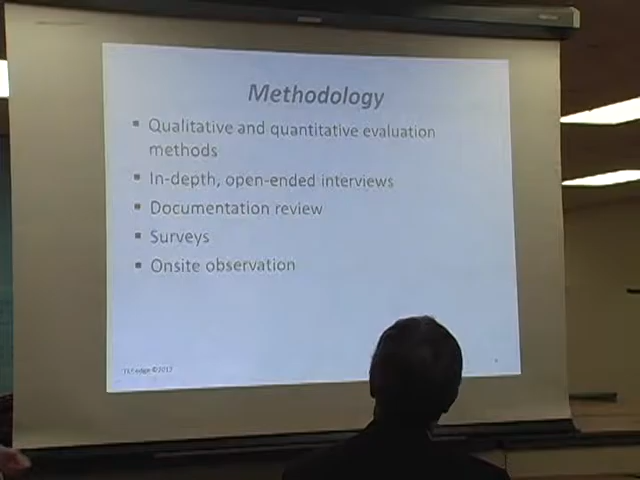 Methodology
Qualitative and quantitative evaluation
methods
In-depth, open-ended interviews
Documentation review
Surveys
Onsite observation